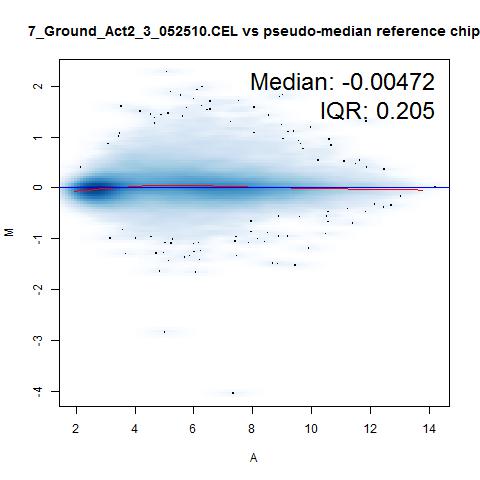 7_Ground_Act2_3_052510.CEL vs pseudo-median reference chip
Median: -0.00472
IQR: 0.205
2
1
0
-1
-2
-3
-4
M
2 4 6 8 10 12 14
A